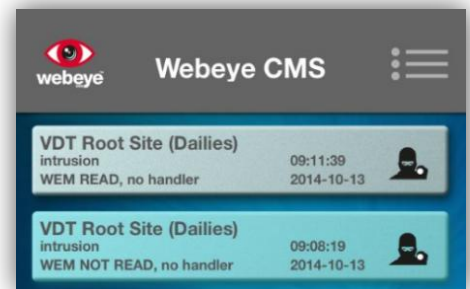 webeye
Webeye CMS
VDT Root Site (Dailies)
intrusion 09:11:39
WEM READ, no handler 2014-10-13
VDT Root Site (Dailies)
intrusion 09:08:19
WEM NOT READ, no handler 2014-10-13